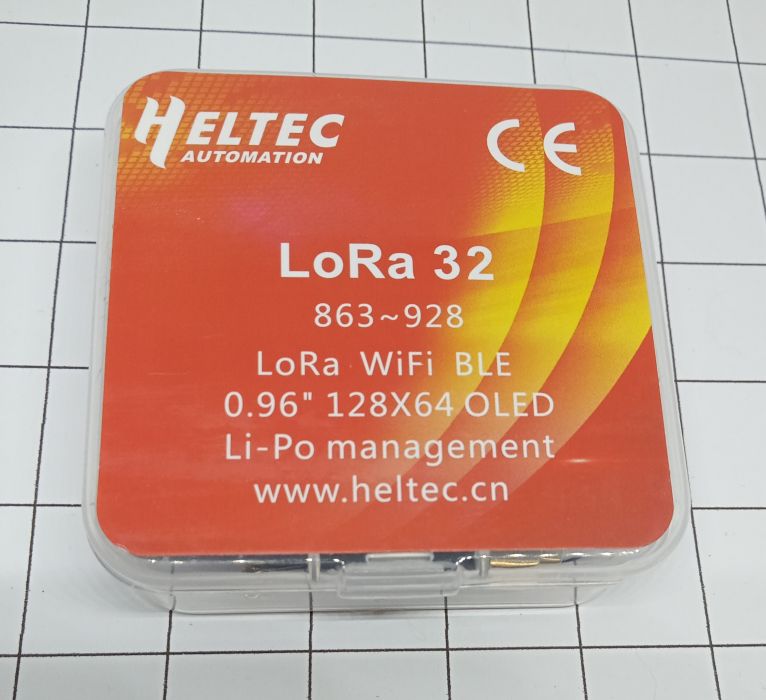 HELTEC
AUTOMATION
CE
LoRa 32
863~928
LoRa WiFi BLE
0.96" 128X64 OLED
Li-Po management
www.heltec.cn